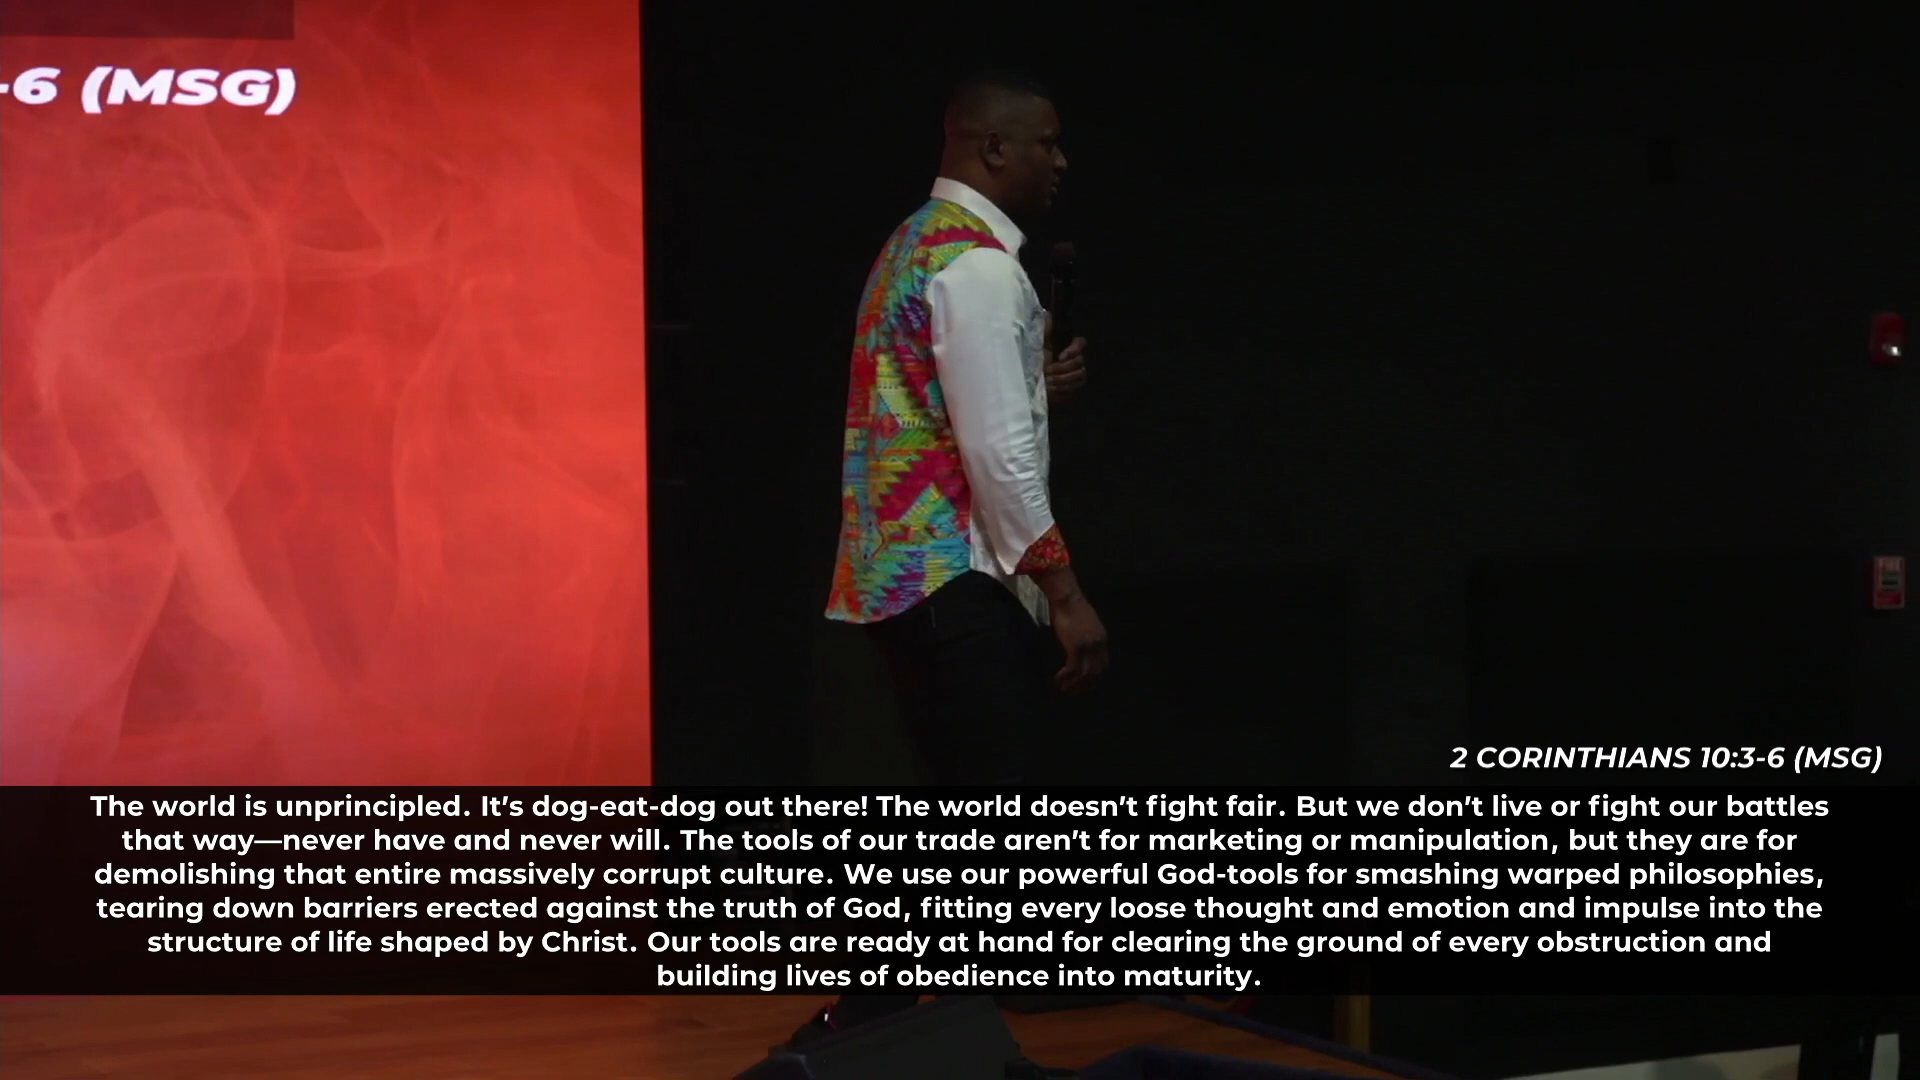 -6 (MSG)
2 CORINTHIANS 10:3-6 (MSG)
The world is unprincipled. It’s dog-eat-dog out there! The world doesn’t fight fair. But we don’t live or fight our battles
that way—never have and never will. The tools of our trade aren’t for marketing or manipulation, but they are for
demolishing that entire massively corrupt culture. We use our powerful God-tools for smashing warped philosophies,
tearing down barriers erected against the truth of God, fitting every loose thought and emotion and impulse into the
structure of life shaped by Christ. Our tools are ready at hand for clearing the ground of every obstruction and
building lives of obedience into maturity.